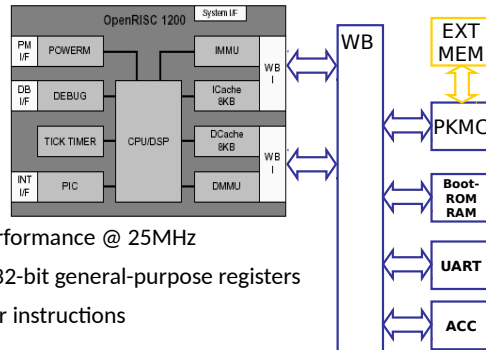 OpenRISC 1200
System I/F
PM
I/F
POWERM
IMMU
WB
I
DB
I/F
DEBUG
ICache
8KB
TICK TIMER
CPU/DSP
DCache
8KB
WB
I
INT
I/F
PIC
DMMU
WB
EXT
MEM
PKMC
Boot-
ROM
RAM
UART
ACC
rformance @ 25MHz
32-bit general-purpose registers
r instructions